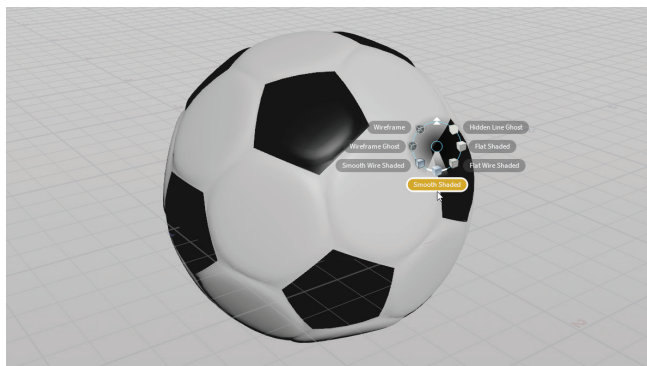 Wireframe
Hidden Line Ghost
Wireframe Ghost
Flat Shaded
Smooth Wire Shaded
Flat Wire Shaded
Smooth Shaded